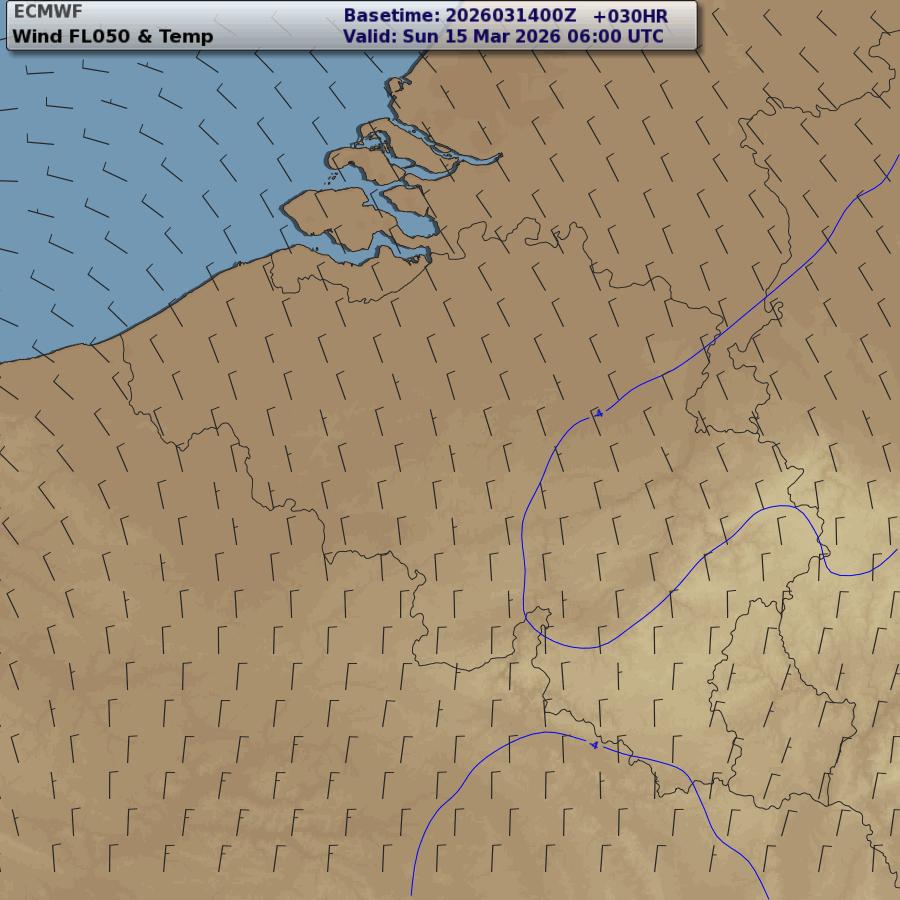 ECMWF
Basetime: 2026031400Z +030HR
Wind FL050 & Temp
Valid: Sun 15 Mar 2026 06:00 UTC